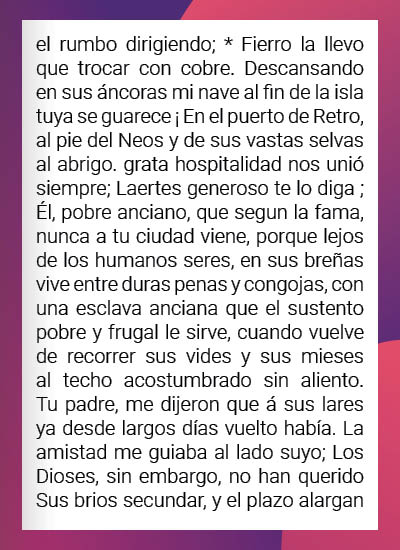 el rumbo dirigiendo; * Fierro la llevo
que trocar con cobre. Descansando
en sus áncoras mi nave al fin de la isla
tuya se guarece ¡ En el puerto de Retro,
al pie del Neos y de sus vastas selvas
al abrigo. grata hospitalidad nos unió
siempre; Laertes generoso te lo diga ;
Él, pobre anciano, que segun la fama,
nunca a tu ciudad viene, porque lejos
de los humanos seres, en sus breñas
vive entre duras penas y congojas, con
una esclava anciana que el sustento
pobre y frugal le sirve, cuando vuelve
de recorrer sus vides y sus mieses
al techo acostumbrado sin aliento.
Tu padre, me dijeron que á sus lares
ya desde largos días vuelto había. La
amistad me guiaba al lado suyo; Los
Dioses, sin embargo, no han querido
Sus brios secundar, y el plazo alargan